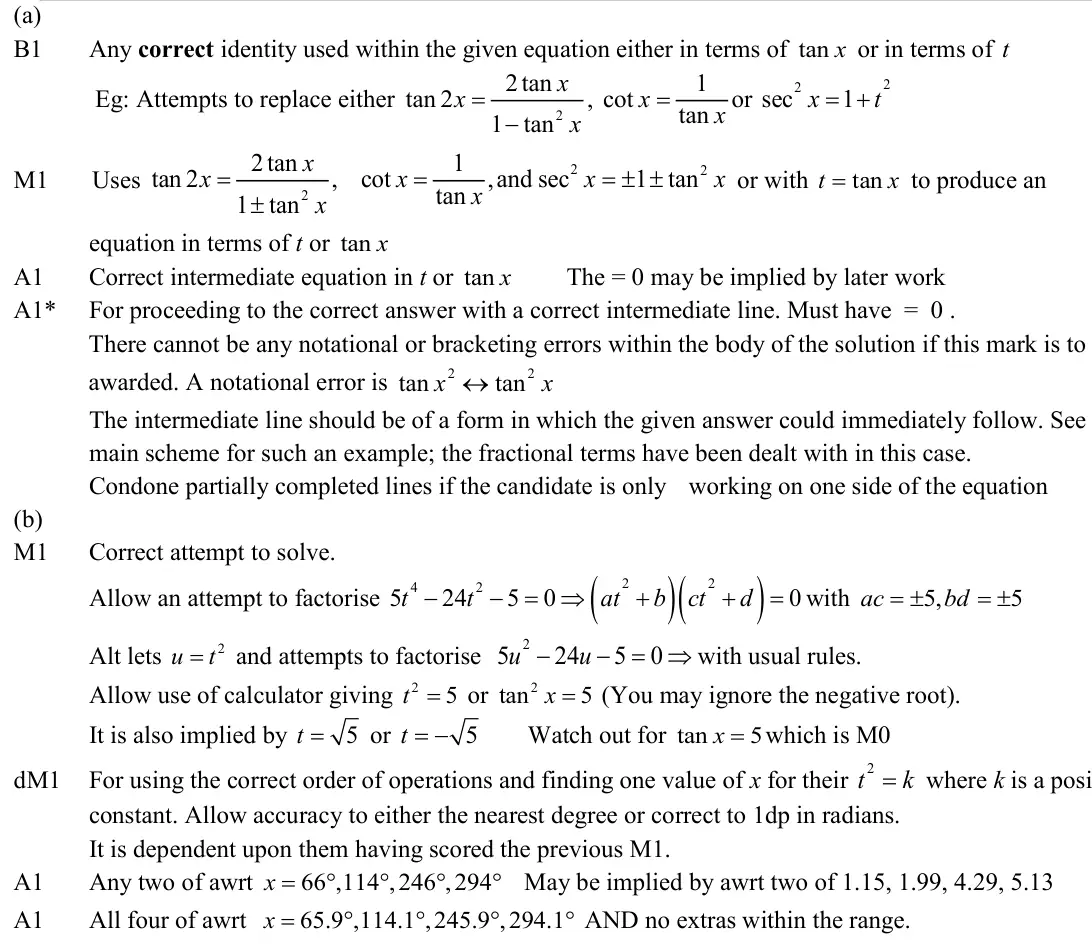 (a)
B1 Any correct identity used within the given equation either in terms of tan x or in terms of t
Eg: Attempts to replace either tan 2x = 2 tan x / (1 − tan² x), cot x = 1 / tan x or sec² x = 1 + t²
M1 Uses tan 2x = 2 tan x / (1 ± tan² x), cot x = 1 / tan x, and sec² x = ±1 ± tan² x or with t = tan x to produce an
equation in terms of t or tan x
A1 Correct intermediate equation in t or tan x The = 0 may be implied by later work
A1* For proceeding to the correct answer with a correct intermediate line. Must have = 0 .
There cannot be any notational or bracketing errors within the body of the solution if this mark is to
awarded. A notational error is tan x² ↔ tan² x
The intermediate line should be of a form in which the given answer could immediately follow. See
main scheme for such an example; the fractional terms have been dealt with in this case.
Condone partially completed lines if the candidate is only working on one side of the equation
(b)
M1 Correct attempt to solve.
Allow an attempt to factorise 5t⁴ − 24t² − 5 = 0 ⇒ (at² + b)(ct² + d) = 0 with ac = ±5, bd = ±5
Alt lets u = t² and attempts to factorise 5u² − 24u − 5 = 0 ⇒ with usual rules.
Allow use of calculator giving t² = 5 or tan² x = 5 (You may ignore the negative root).
It is also implied by t = √5 or t = −√5 Watch out for tan x = 5 which is M0
dM1 For using the correct order of operations and finding one value of x for their t² = k where k is a posi
constant. Allow accuracy to either the nearest degree or correct to 1dp in radians.
It is dependent upon them having scored the previous M1.
A1 Any two of awrt x = 66°,114°,246°,294° May be implied by awrt two of 1.15, 1.99, 4.29, 5.13
A1 All four of awrt x = 65.9°,114.1°,245.9°,294.1° AND no extras within the range.